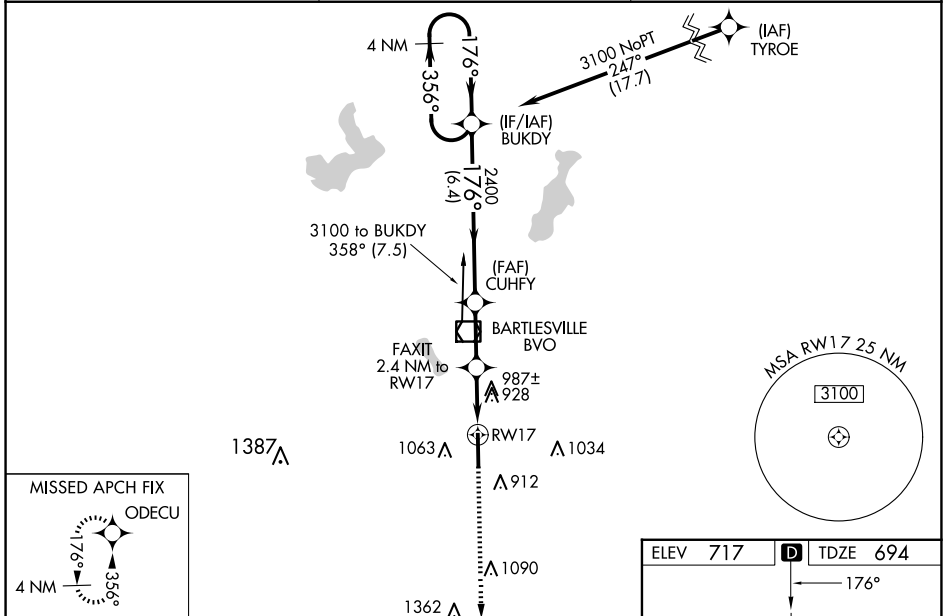 4 NM
176°
356°
3100 NoPT
247°
(17.7)
(IAF)
TYROE
(IF/IAF)
BUKDY
2400
176°
(6.4)
3100 to BUKDY
358° (7.5)
(FAF)
CUHFY
BARTLESVILLE
BVO
FAXIT
2.4 NM to
RW17
987±
928
RW17
1387
1063
1034
912
1090
1362
MSA RW17 25 NM
3100
MISSED APCH FIX
ODECU
176°
356°
4 NM
ELEV 717 D TDZE 694
176°